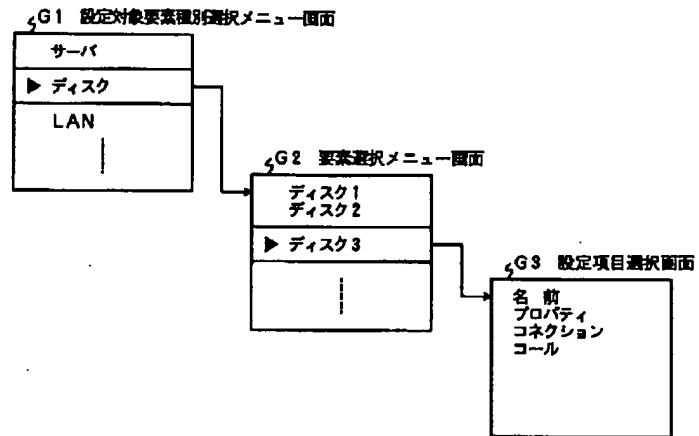 G1 設定対象要素種別選択メニュー画面
サーバ
▶ ディスク
LAN
G2 要素選択メニュー画面
ディスク1
ディスク2
▶ ディスク3
G3 設定項目選択画面
名 前
プロパティ
コネクション
コール